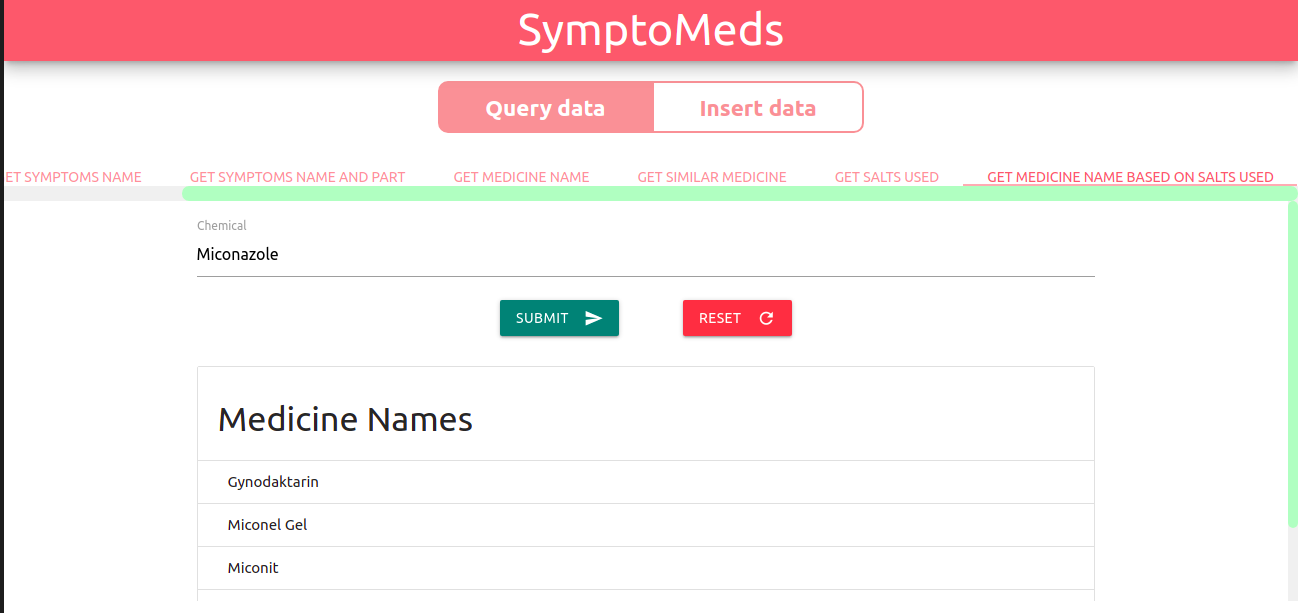 SymptoMeds
Query data Insert data
ET SYMPTOMS NAME GET SYMPTOMS NAME AND PART GET MEDICINE NAME GET SIMILAR MEDICINE GET SALTS USED GET MEDICINE NAME BASED ON SALTS USED
Chemical
Miconazole
SUBMIT RESET
Medicine Names
Gynodaktarin
Miconel Gel
Miconit